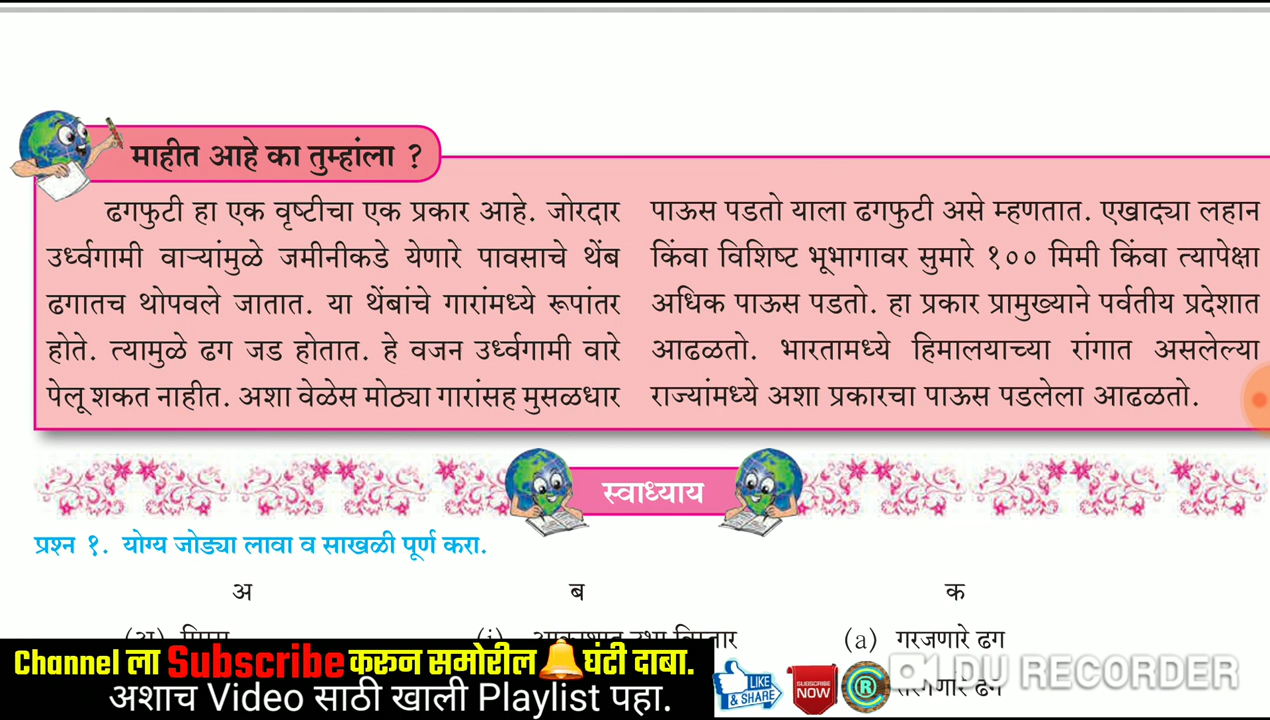 माहीत आहे का तुम्हांला ?
ढगफुटी हा एक वृष्टीचा एक प्रकार आहे. जोरदार
उर्ध्वगामी वाऱ्यांमुळे जमीनीकडे येणारे पावसाचे थेंब
ढगातच थोपवले जातात. या थेंबांचे गारांमध्ये रूपांतर
होते. त्यामुळे ढग जड होतात. हे वजन उर्ध्वगामी वारे
पेलू शकत नाहीत. अशा वेळेस मोठ्या गारांसह मुसळधार
पाऊस पडतो याला ढगफुटी असे म्हणतात. एखाद्या लहान
किंवा विशिष्ट भूभागावर सुमारे १०० मिमी किंवा त्यापेक्षा
अधिक पाऊस पडतो. हा प्रकार प्रामुख्याने पर्वतीय प्रदेशात
आढळतो. भारतामध्ये हिमालयाच्या रांगात असलेल्या
राज्यांमध्ये अशा प्रकारचा पाऊस पडलेला आढळतो.
स्वाध्याय
प्रश्न १. योग्य जोड्या लावा व साखळी पूर्ण करा.
अ ब क
(अ) (i) (a) गरजणारे ढग
ढग
Channel ला Subscribe करून समोरील घंटी दाबा.
अशाच Video साठी खाली Playlist पहा.
LIKE & SHARE
SUBSCRIBE NOW
R
DU RECORDER